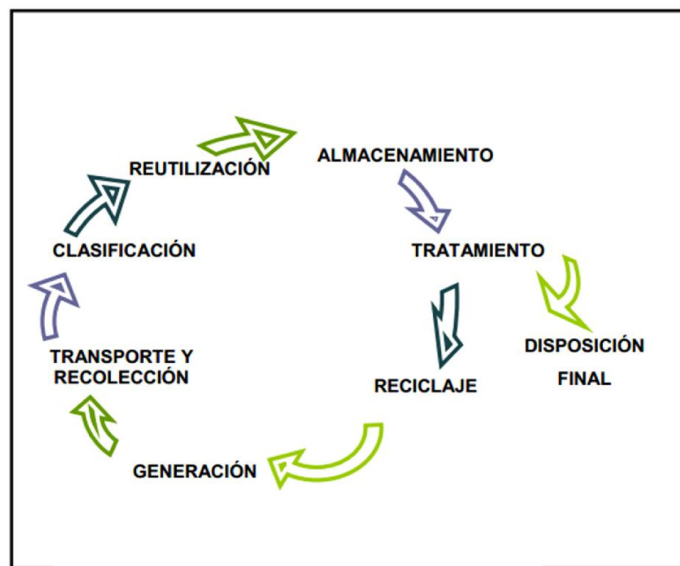 REUTILIZACIÓN
ALMACENAMIENTO
CLASIFICACIÓN
TRATAMIENTO
TRANSPORTE Y
RECOLECCIÓN
DISPOSICIÓN
FINAL
RECICLAJE
GENERACIÓN